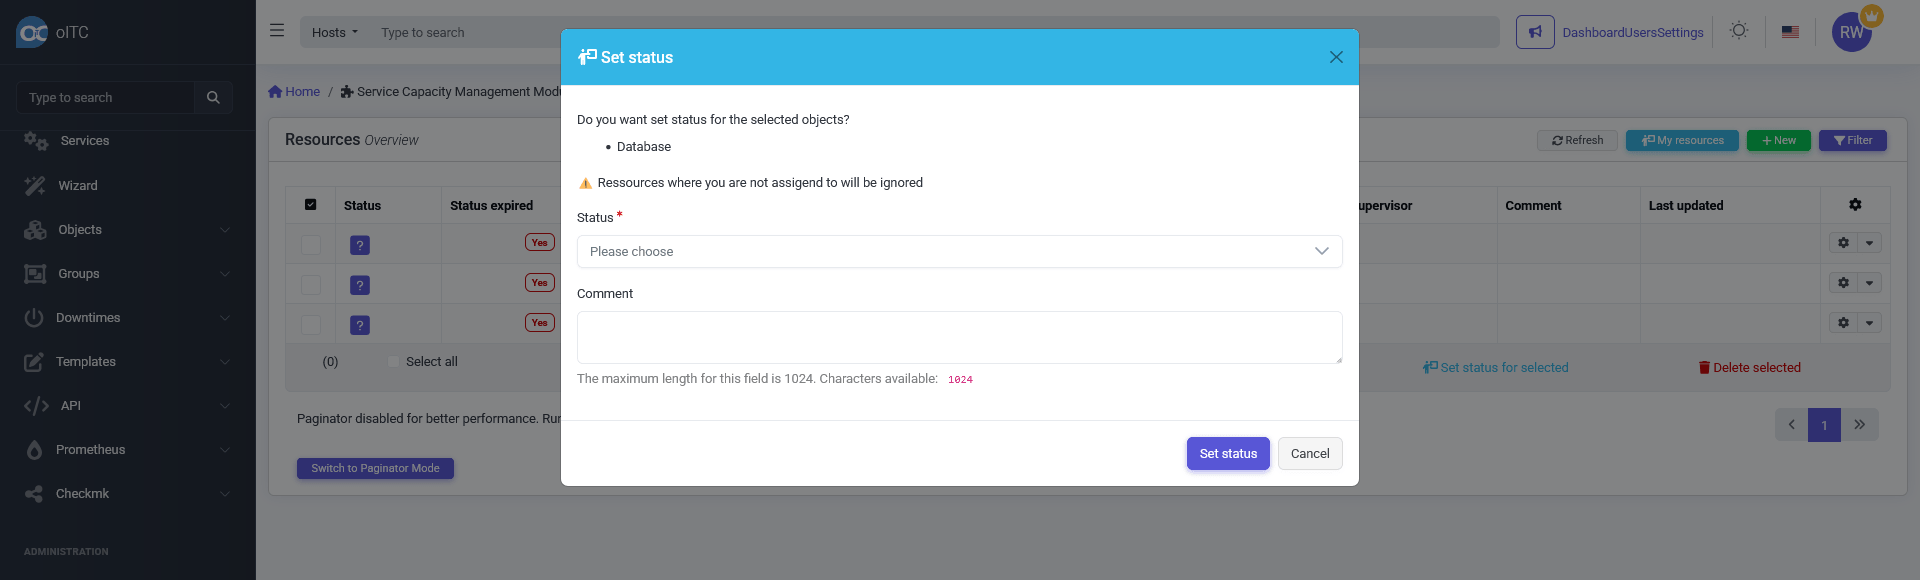 oITC
Hosts
Type to search
DashboardUsersSettings
RW
Type to search
Home / Service Capacity Management Modu
Services
Wizard
Objects
Groups
Downtimes
Templates
API
Prometheus
Checkmk
ADMINISTRATION
Resources Overview
Refresh
My resources
New
Filter
Status
Status expired
upervisor
Comment
Last updated
? Yes
? Yes
? Yes
(0)
Select all
Set status for selected
Delete selected
Paginator disabled for better performance. Run
1
Switch to Paginator Mode
Set status
Do you want set status for the selected objects?
Database
Ressources where you are not assigend to will be ignored
Status *
Please choose
Comment
The maximum length for this field is 1024. Characters available: 1024
Set status
Cancel